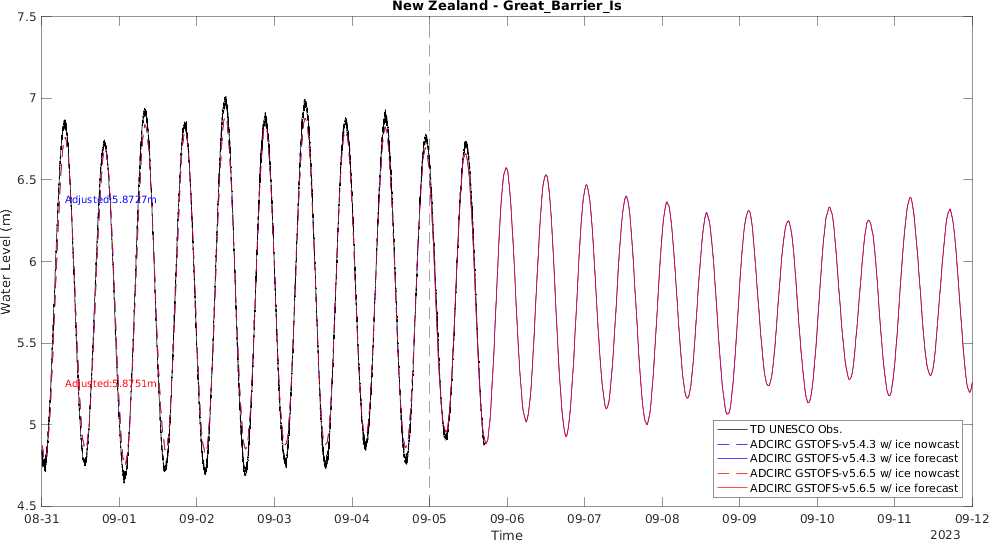 New Zealand - Great_Barrier_Is
7.5
7
6.5
6
5.5
5
4.5
Water Level (m)
Adjusted:5.8727m
Adjusted:5.8751m
TD UNESCO Obs.
ADCIRC GSTOFS-v5.4.3 w/ ice nowcast
ADCIRC GSTOFS-v5.4.3 w/ ice forecast
ADCIRC GSTOFS-v5.6.5 w/ ice nowcast
ADCIRC GSTOFS-v5.6.5 w/ ice forecast
08-31 09-01 09-02 09-03 09-04 09-05 09-06 09-07 09-08 09-09 09-10 09-11 09-12
Time
2023